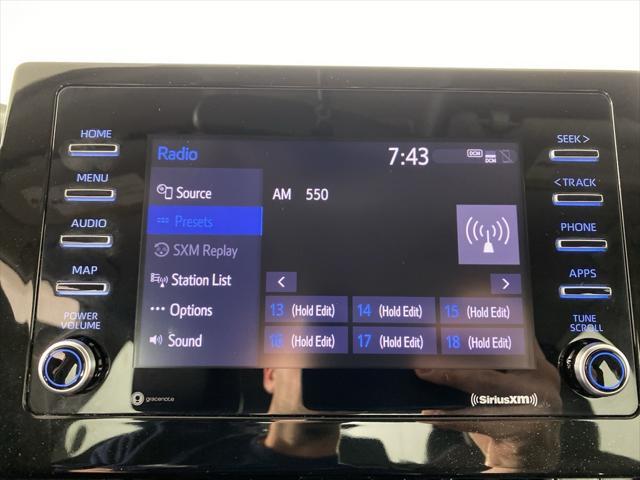 HOME
MENU
AUDIO
MAP
POWER
VOLUME
Radio
7:43
DCM
DCM
Source
AM 550
Presets
SXM Replay
Station List
Options
Sound
<
>
13 (Hold Edit)
14 (Hold Edit)
15 (Hold Edit)
16 (Hold Edit)
17 (Hold Edit)
18 (Hold Edit)
SEEK >
< TRACK
PHONE
APPS
TUNE
SCROLL
gracenote
((SiriusXM))